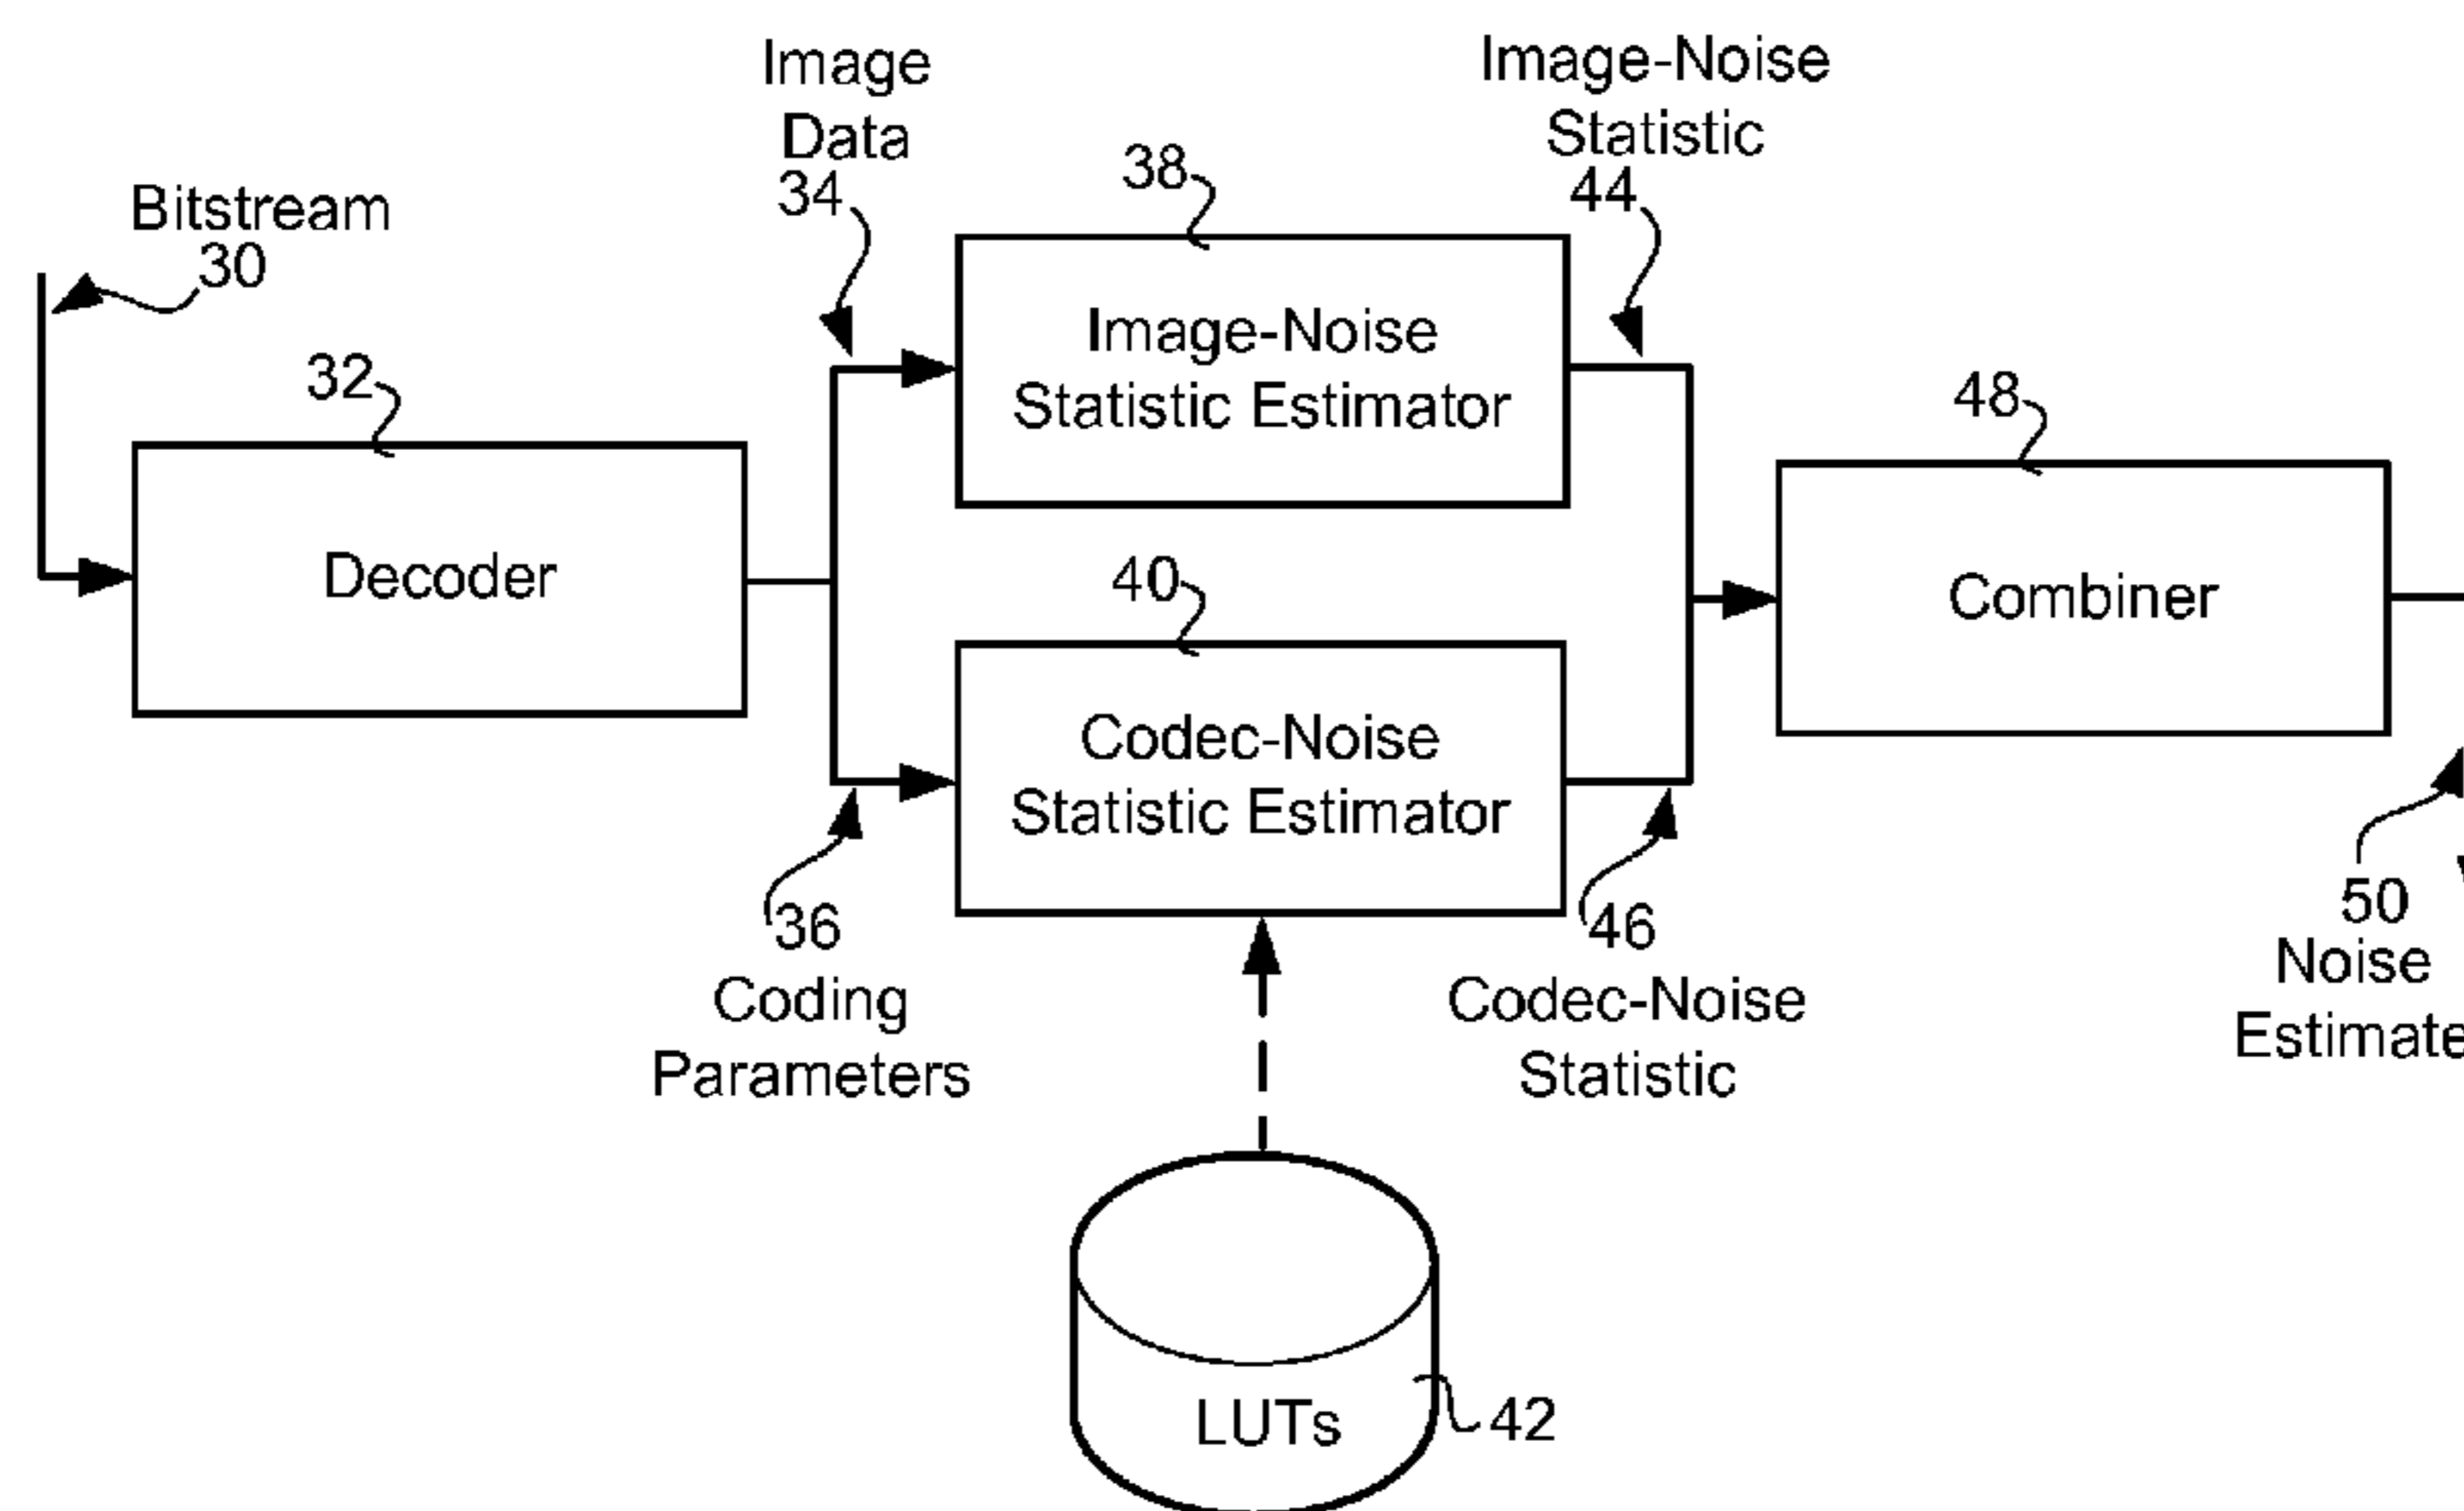 Bitstream
30
32
Decoder
Image
Data
34
38
Image-Noise
Statistic Estimator
Image-Noise
Statistic
44
40
Codec-Noise
Statistic Estimator
36
Coding
Parameters
46
Codec-Noise
Statistic
48
Combiner
50
Noise
Estimate
LUTs
42